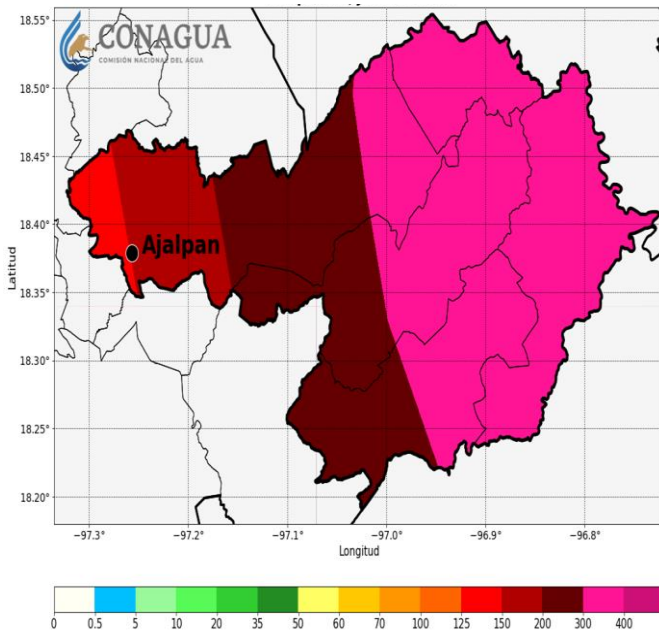 CONAGUA
COMISIÓN NACIONAL DEL AGUA
18.55°
18.50°
18.45°
18.40°
Ajalpan
18.35°
18.30°
18.25°
18.20°
Latitud
−97.3° −97.2° −97.1° −97.0° −96.9° −96.8°
Longitud
0 0.5 5 10 20 35 50 60 70 100 125 150 200 300 400